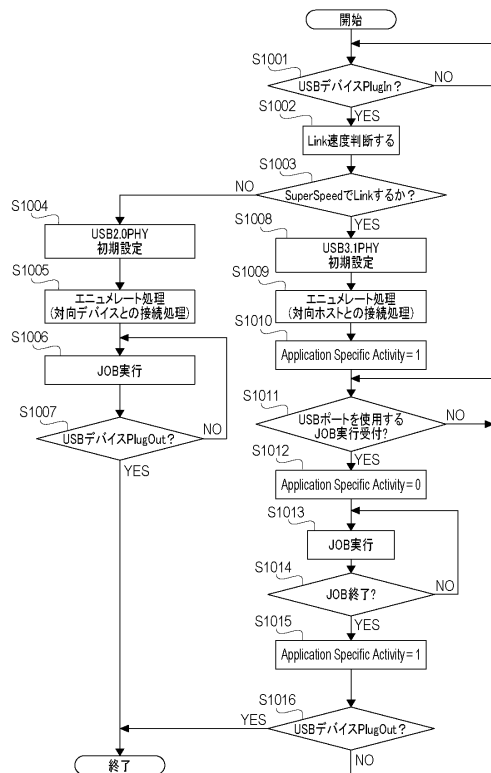 開始
S1001
USBデバイスPlugIn?
NO
YES
S1002
Link速度判断する
S1003
SuperSpeedでLinkするか?
NO
YES
S1004
USB2.0PHY
初期設定
S1005
エニュメレート処理
(対向デバイスとの接続処理)
S1006
JOB実行
S1007
USBデバイスPlugOut?
NO
YES
S1008
USB3.1PHY
初期設定
S1009
エニュメレート処理
(対向ホストとの接続処理)
S1010
Application Specific Activity = 1
S1011
USBポートを使用する
JOB実行受付?
NO
YES
S1012
Application Specific Activity = 0
S1013
JOB実行
S1014
JOB終了?
NO
YES
S1015
Application Specific Activity = 1
S1016
USBデバイスPlugOut?
YES
NO
終了